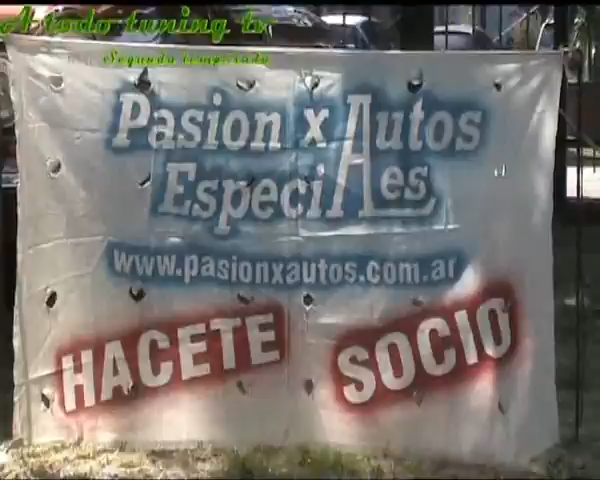 A todo tuning tv
Segunda temporada
Pasion x Autos
EspeciAles
www.pasionxautos.com.ar
HACETE SOCIO